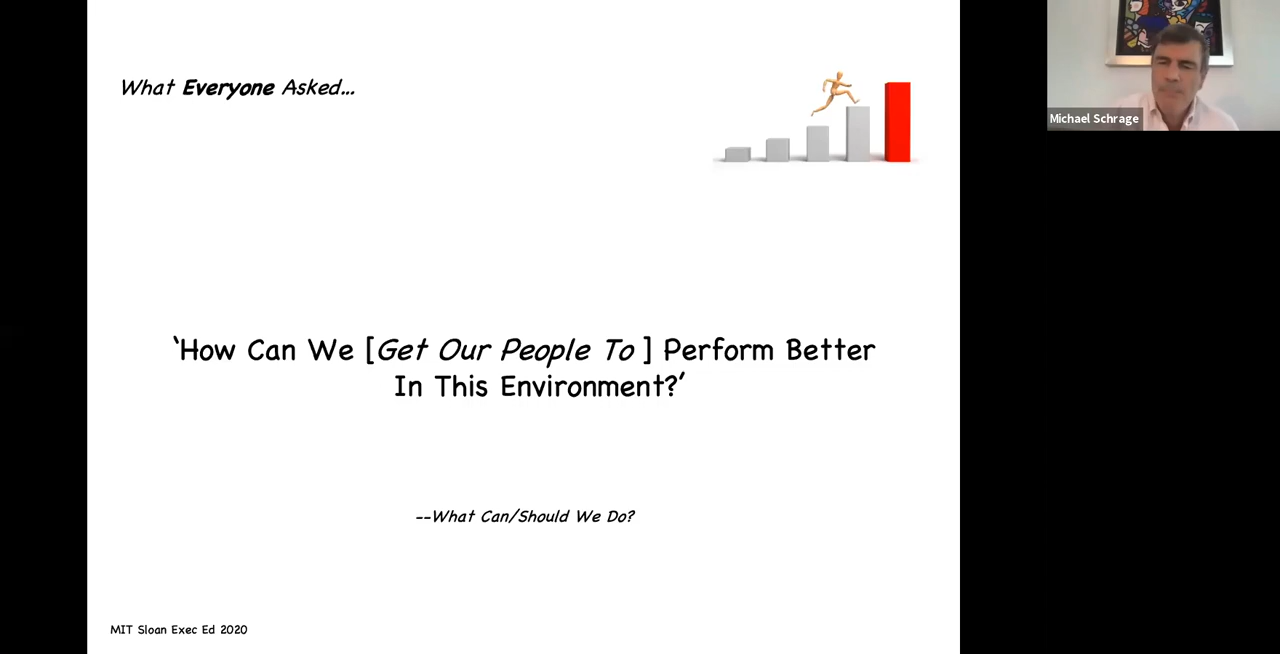 What Everyone Asked...
Michael Schrage
‘How Can We [Get Our People To ] Perform Better
In This Environment?’
--What Can/Should We Do?
MIT Sloan Exec Ed 2020